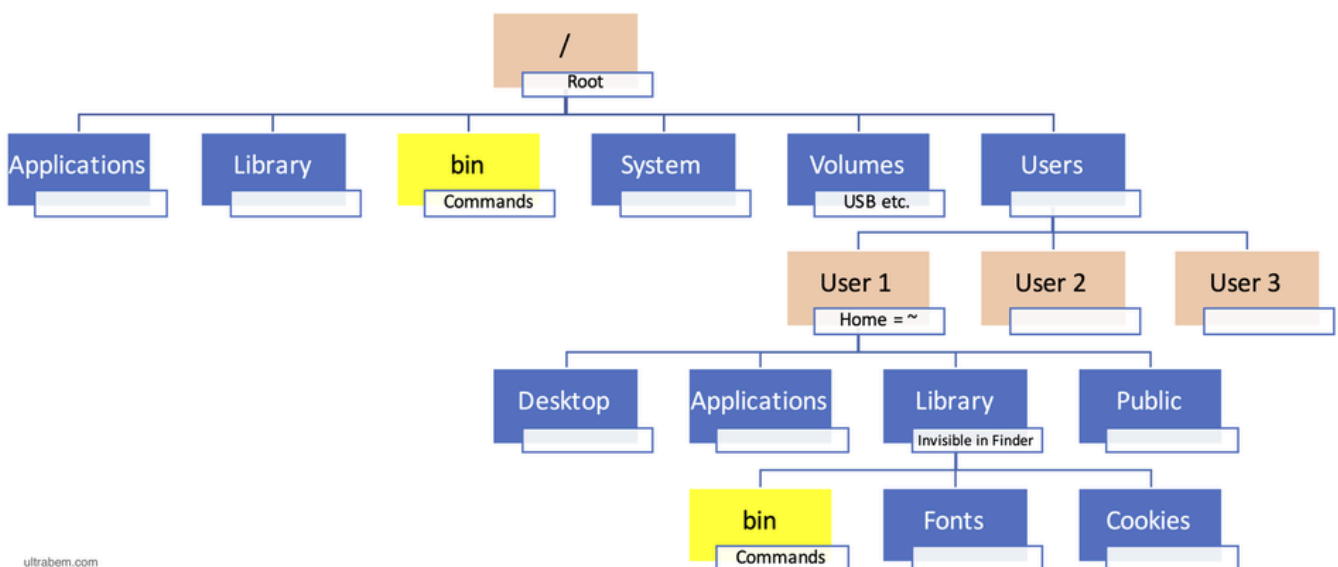 /
Root
Applications
Library
bin
System
Volumes
Users
Commands
USB etc.
User 1
User 2
User 3
Home = ~
Desktop
Applications
Library
Public
Invisible in Finder
bin
Fonts
Cookies
Commands
ultrabem.com